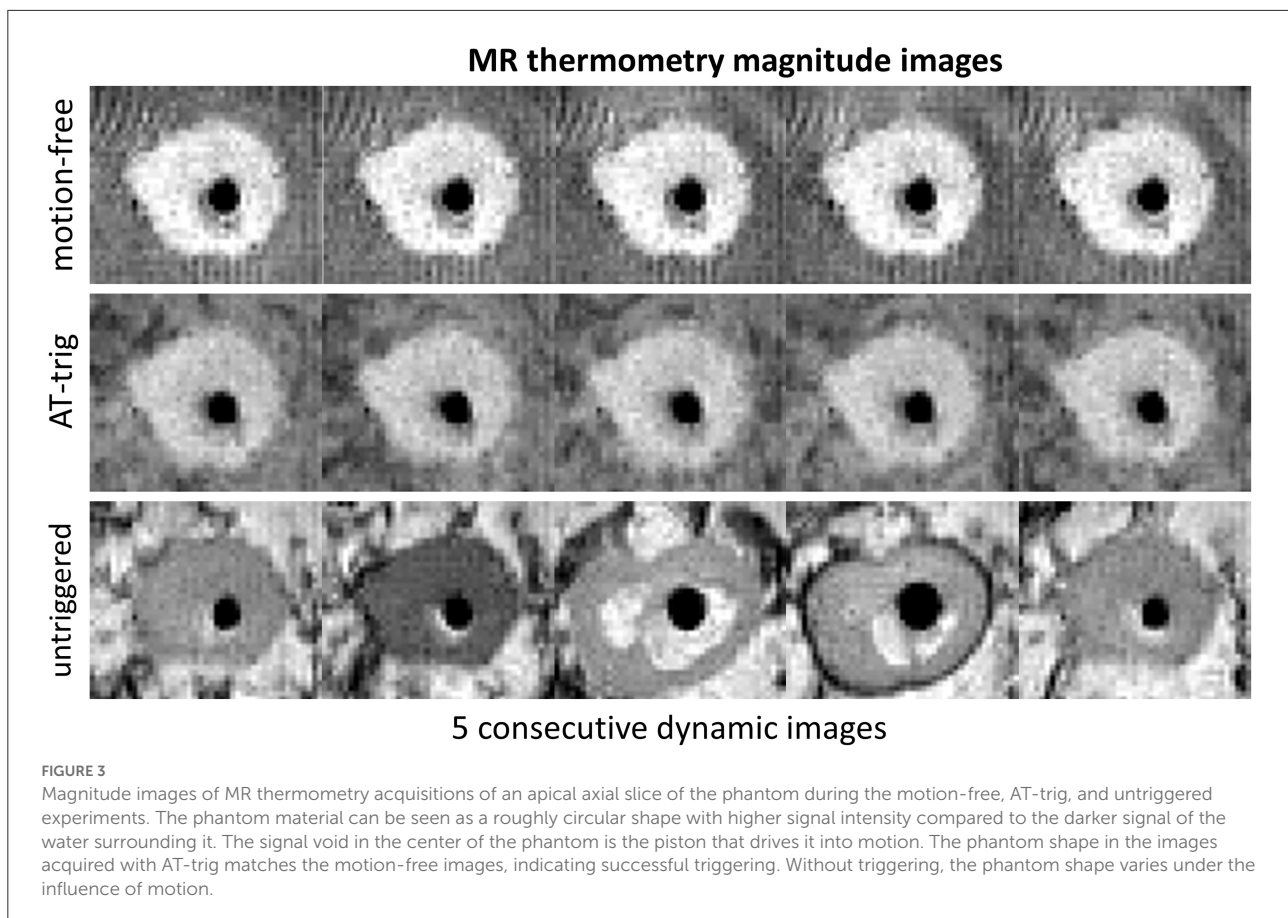 MR thermometry magnitude images
motion-free
AT-trig
untriggered
5 consecutive dynamic images
FIGURE 3
Magnitude images of MR thermometry acquisitions of an apical axial slice of the phantom during the motion-free, AT-trig, and untriggered
experiments. The phantom material can be seen as a roughly circular shape with higher signal intensity compared to the darker signal of the
water surrounding it. The signal void in the center of the phantom is the piston that drives it into motion. The phantom shape in the images
acquired with AT-trig matches the motion-free images, indicating successful triggering. Without triggering, the phantom shape varies under the
influence of motion.